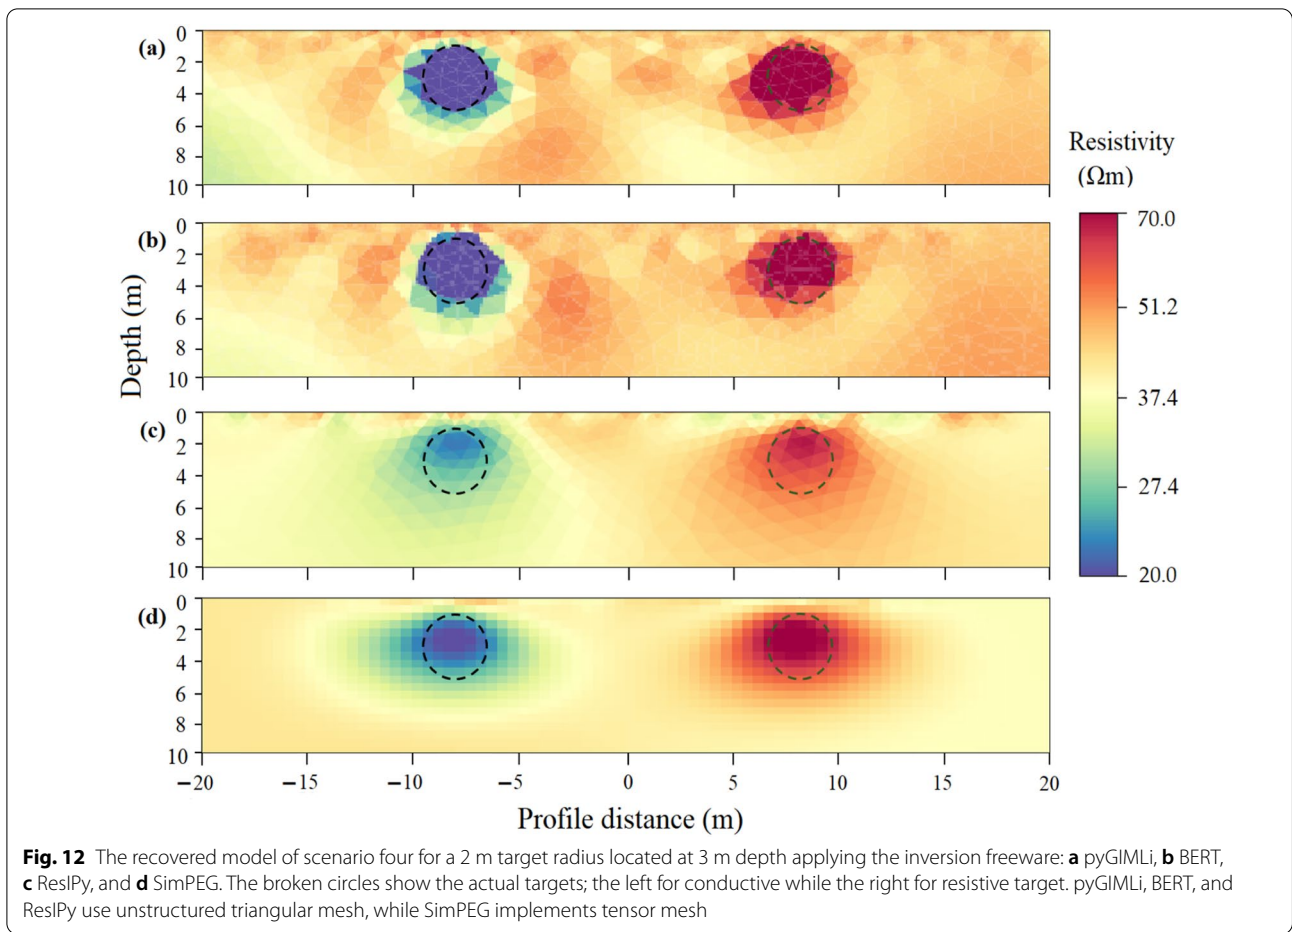 (a)
0
2
4
6
8
10
(b)
0
2
4
6
8
10
(c)
0
2
4
6
8
10
(d)
0
2
4
6
8
10
Depth (m)
−20 −15 −10 −5 0 5 10 15 20
Profile distance (m)
Resistivity
(Ωm)
70.0
51.2
37.4
27.4
20.0
Fig. 12 The recovered model of scenario four for a 2 m target radius located at 3 m depth applying the inversion freeware: a pyGIMLi, b BERT,
c ResIPy, and d SimPEG. The broken circles show the actual targets; the left for conductive while the right for resistive target. pyGIMLi, BERT, and
ResIPy use unstructured triangular mesh, while SimPEG implements tensor mesh